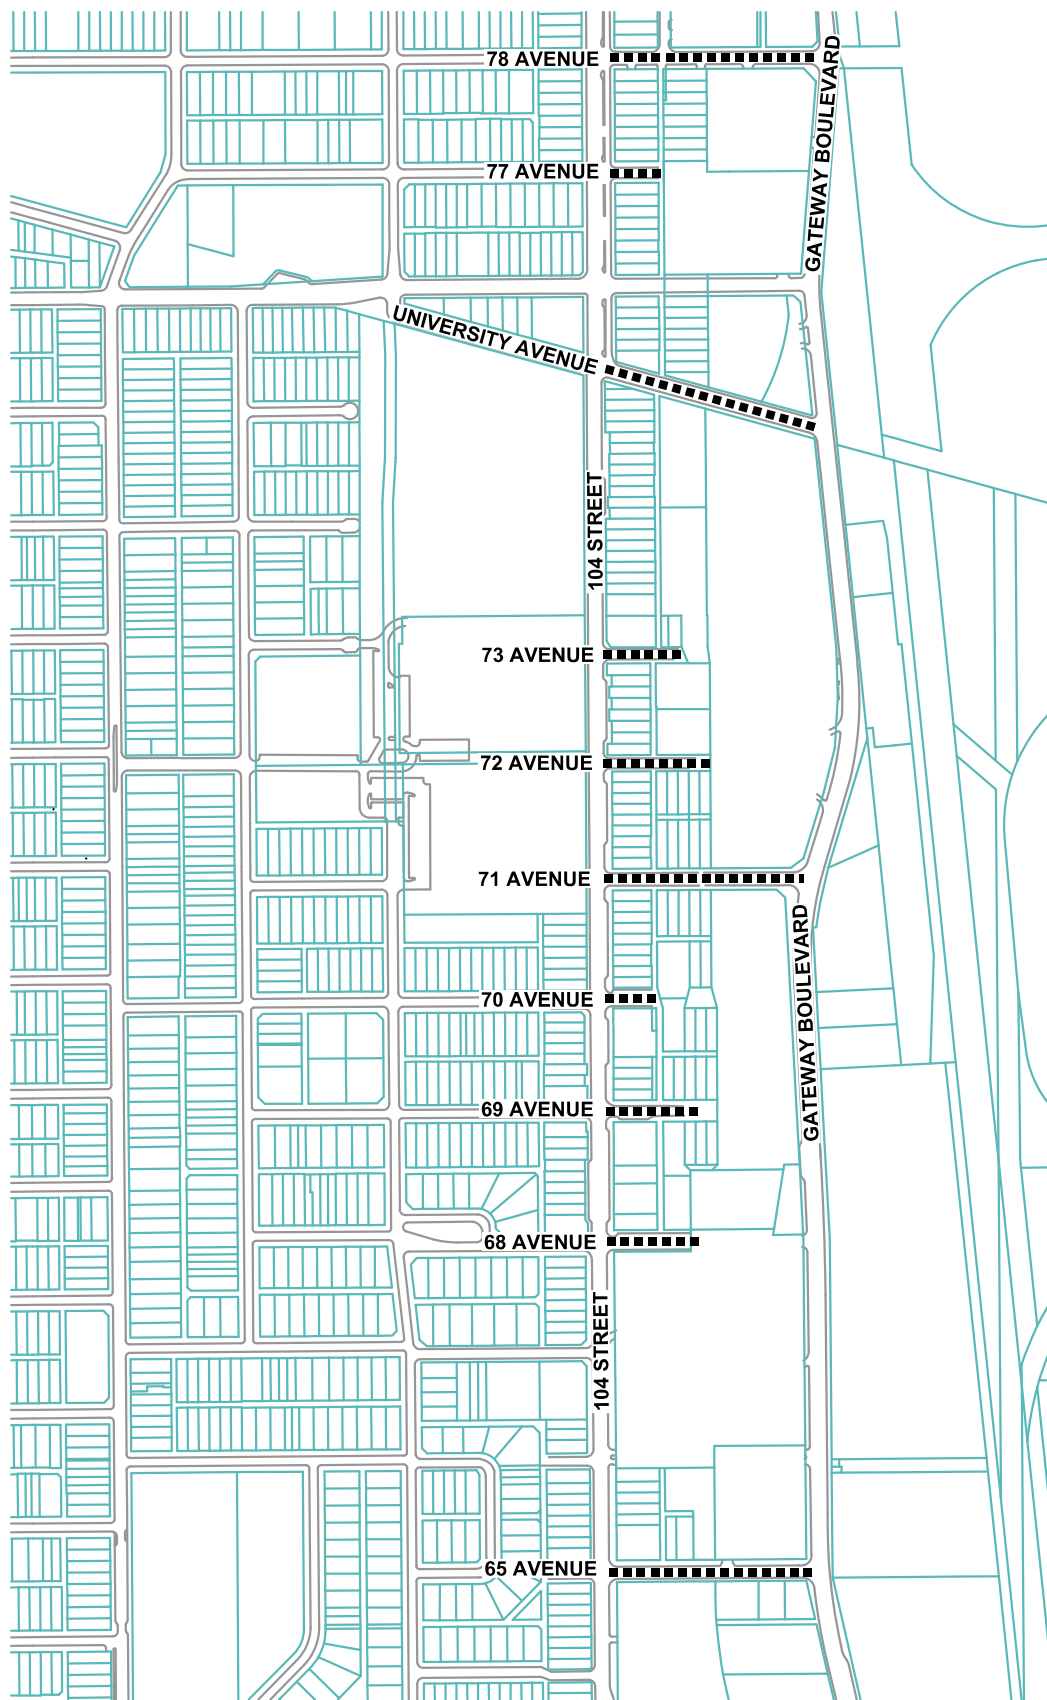 78 AVENUE
GATEWAY BOULEVARD
77 AVENUE
UNIVERSITY AVENUE
104 STREET
73 AVENUE
72 AVENUE
71 AVENUE
GATEWAY BOULEVARD
70 AVENUE
69 AVENUE
68 AVENUE
104 STREET
65 AVENUE